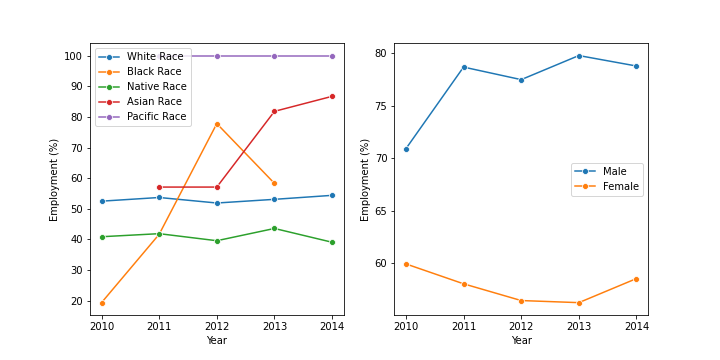 100
90
80
70
60
50
40
30
20
Employment (%)
White Race
Black Race
Native Race
Asian Race
Pacific Race
2010 2011 2012 2013 2014
Year
80
75
70
65
60
Employment (%)
Male
Female
2010 2011 2012 2013 2014
Year